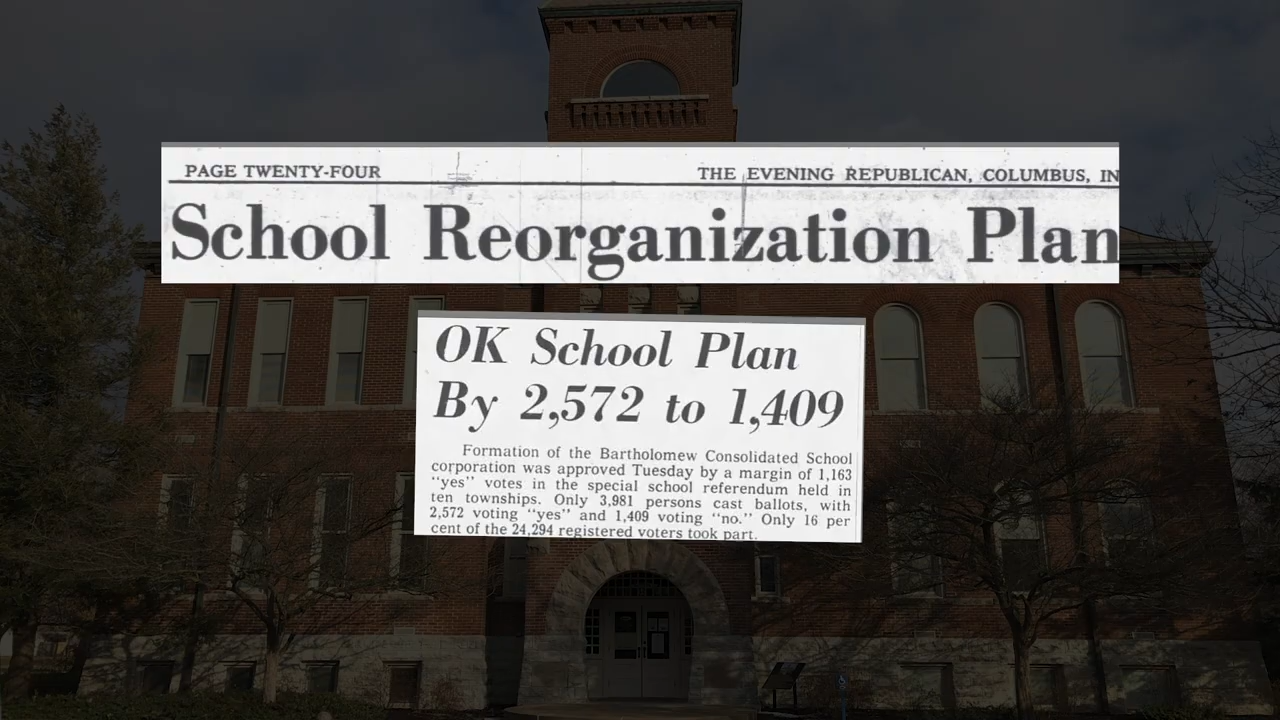 PAGE TWENTY-FOUR
THE EVENING REPUBLICAN, COLUMBUS, IN
School Reorganization Plan
OK School Plan
By 2,572 to 1,409
Formation of the Bartholomew Consolidated School
corporation was approved Tuesday by a margin of 1,163
"yes" votes in the special school referendum held in
ten townships. Only 3,981 persons cast ballots, with
2,572 voting "yes" and 1,409 voting "no." Only 16 per
cent of the 24,294 registered voters took part.